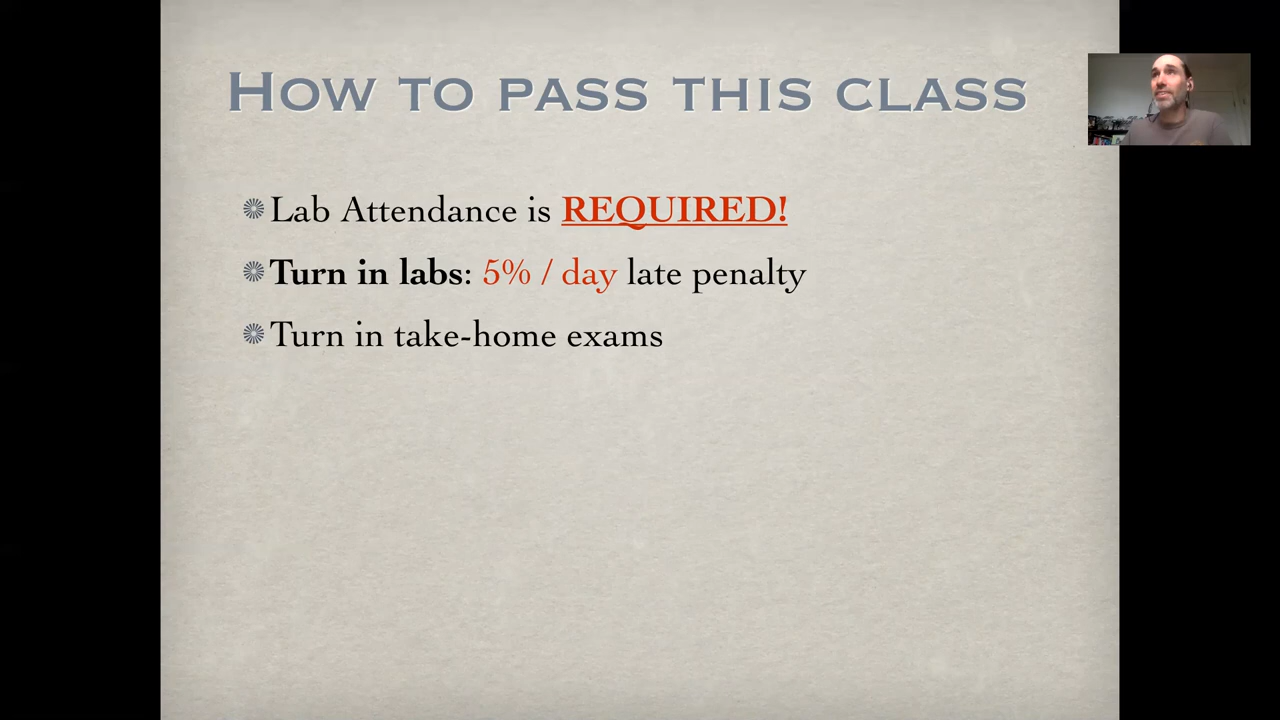 How to pass this class
Lab Attendance is REQUIRED!
Turn in labs: 5% / day late penalty
Turn in take-home exams